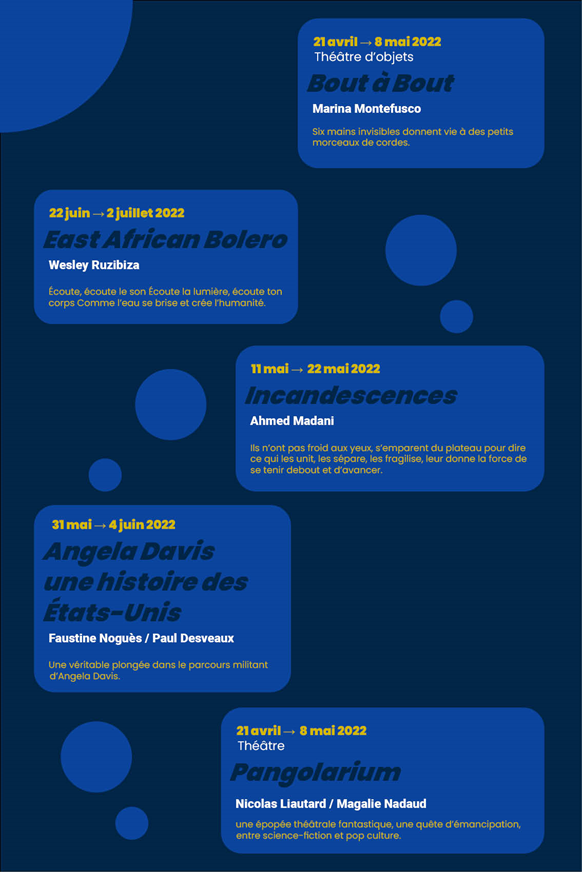 21 avril → 8 mai 2022
Théâtre d'objets
Bout à Bout
Marina Montefusco
Six mains invisibles donnent vie à des petits
morceaux de cordes.
22 juin → 2 juillet 2022
East African Bolero
Wesley Ruzibiza
Écoute, écoute le son Écoute la lumière, écoute ton
corps Comme l'eau se brise et crée l'humanité.
11 mai → 22 mai 2022
Incandescences
Ahmed Madani
Ils n'ont pas froid aux yeux, s'emparent du plateau pour dire
ce qui les unit, les sépare, les fragilise, leur donne la force de
se tenir debout et d'avancer.
31 mai → 4 juin 2022
Angela Davis
une histoire des
États-Unis
Faustine Noguès / Paul Desveaux
Une véritable plongée dans le parcours militant
d'Angela Davis.
21 avril → 8 mai 2022
Théâtre
Pangolarium
Nicolas Liautard / Magalie Nadaud
une épopée théâtrale fantastique, une quête d'émancipation,
entre science-fiction et pop culture.